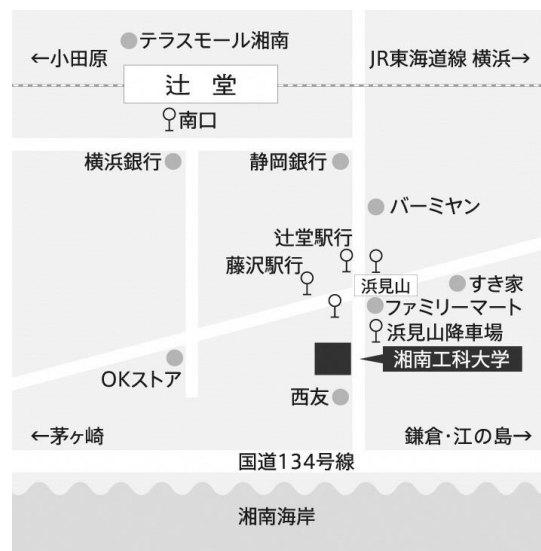 テラスモール湘南
←小田原
JR東海道線 横浜→
辻 堂
南口
横浜銀行
静岡銀行
バーミヤン
辻堂駅行
藤沢駅行
浜見山
すき家
ファミリーマート
浜見山降車場
湘南工科大学
OKストア
西友
←茅ヶ崎
鎌倉・江の島→
国道134号線
湘南海岸